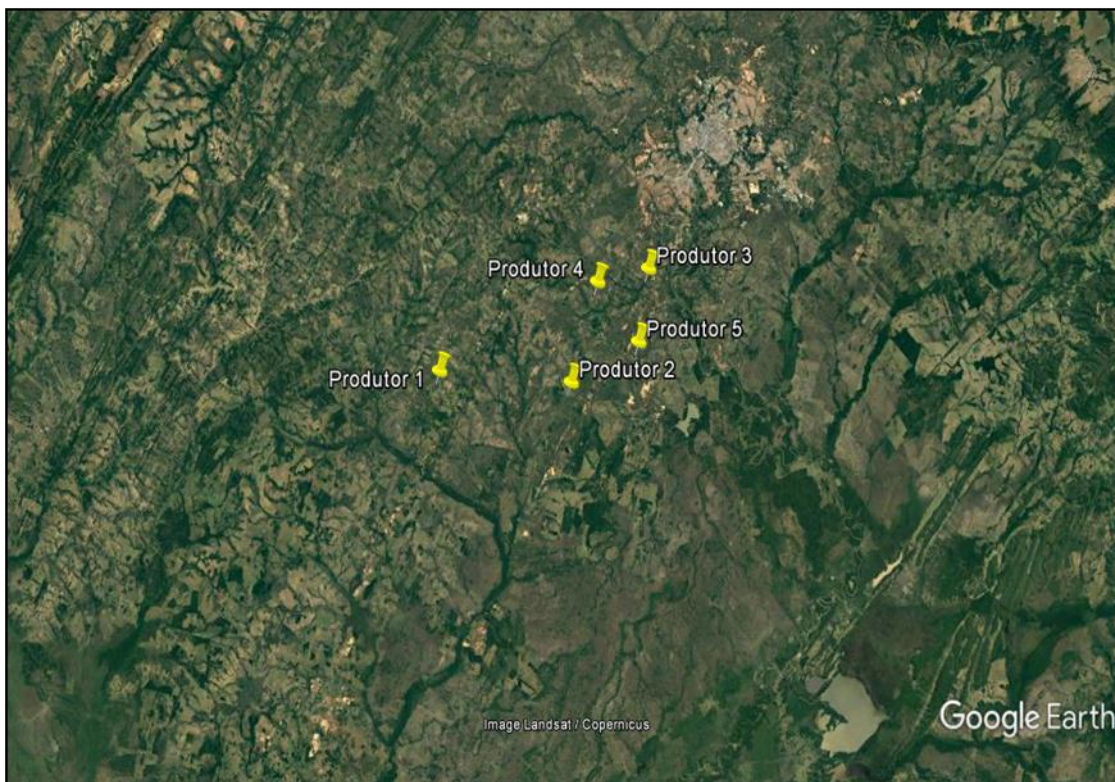 Produtor 3
Produtor 4
Produtor 5
Produtor 2
Produtor 1
Image Landsat / Copernicus
Google Earth